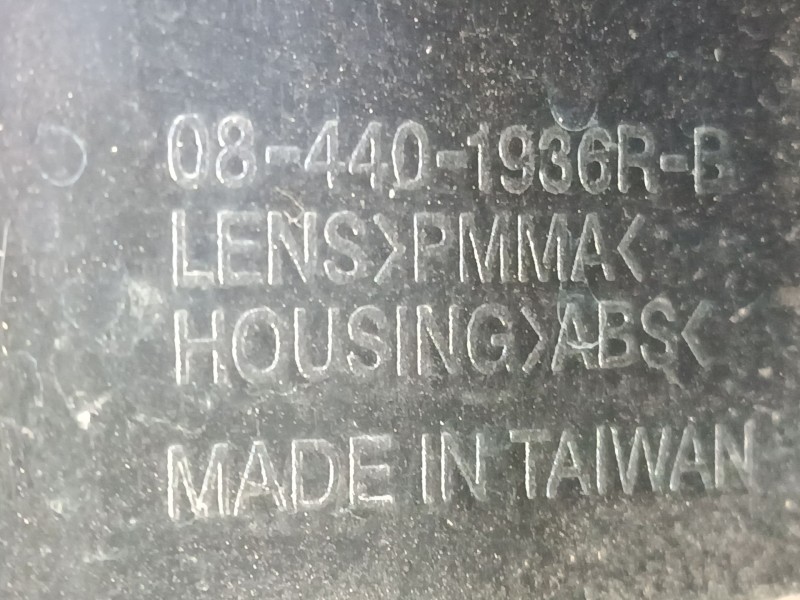 08-440-1936R-B
LENS>PMMA<
HOUSING>ABS<
MADE IN TAIWAN